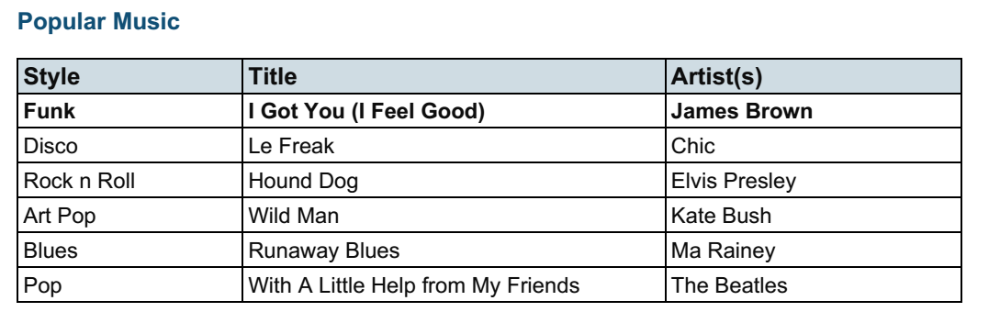 Popular Music
Style Title Artist(s)
Funk I Got You (I Feel Good) James Brown
Disco Le Freak Chic
Rock n Roll Hound Dog Elvis Presley
Art Pop Wild Man Kate Bush
Blues Runaway Blues Ma Rainey
Pop With A Little Help from My Friends The Beatles